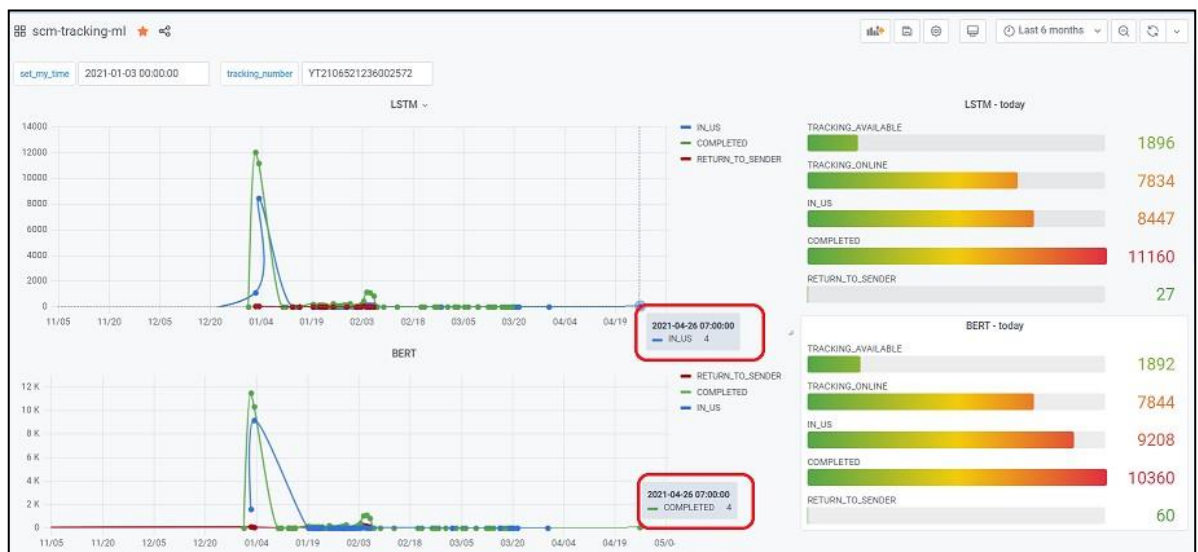 scm-tracking-ml
Last 6 months
set_my_time 2021-01-03 00:00:00 tracking_number YT2106521236002572
LSTM
14000
12000
10000
8000
6000
4000
2000
0
11/05 11/20 12/05 12/20 01/04 01/19 02/03 02/18 03/05 03/20 04/04 04/19
IN_US
COMPLETED
RETURN_TO_SENDER
2021-04-26 07:00:00
IN_US 4
BERT
12 K
10 K
8 K
6 K
4 K
2 K
0
11/05 11/20 12/05 12/20 01/04 01/19 02/03 02/18 03/05 03/20 04/04 04/19 05/0
RETURN_TO_SENDER
COMPLETED
IN_US
2021-04-26 07:00:00
COMPLETED 4
LSTM - today
TRACKING_AVAILABLE
1896
TRACKING_ONLINE
7834
IN_US
8447
COMPLETED
11160
RETURN_TO_SENDER
27
BERT - today
TRACKING_AVAILABLE
1892
TRACKING_ONLINE
7844
IN_US
9208
COMPLETED
10360
RETURN_TO_SENDER
60